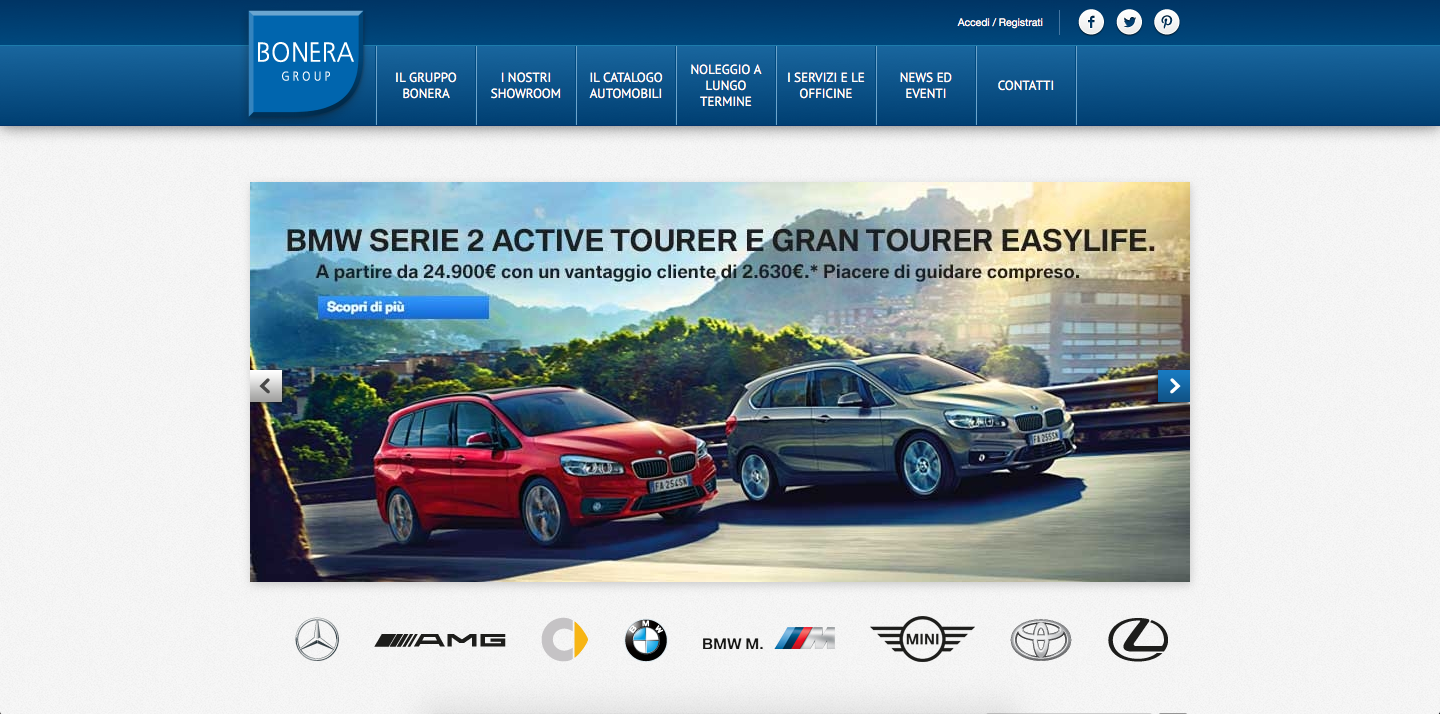 Accedi / Registrati
BONERA
GROUP
IL GRUPPO
BONERA
I NOSTRI
SHOWROOM
IL CATALOGO
AUTOMOBILI
NOLEGGIO A
LUNGO
TERMINE
I SERVIZI E LE
OFFICINE
NEWS ED
EVENTI
CONTATTI
BMW SERIE 2 ACTIVE TOURER E GRAN TOURER EASYLIFE.
A partire da 24.900€ con un vantaggio cliente di 2.630€.* Piacere di guidare compreso.
Scopri di più
FA 254SN
FA 255SN
AMG
BMW
BMW M.
M
MINI